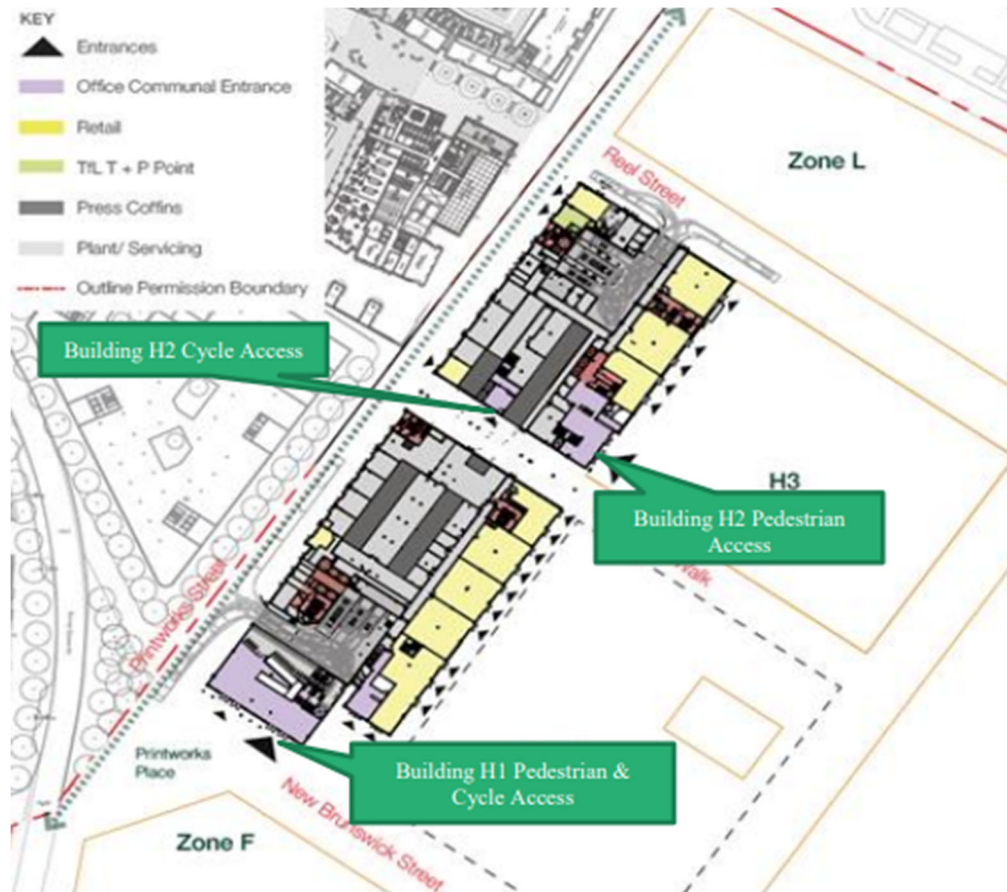 KEY
Entrances
Office Communal Entrance
Retail
TfL T + P Point
Press Coffins
Plant/ Servicing
Outline Permission Boundary
Zone L
Reel Street
Building H2 Cycle Access
H3
Building H2 Pedestrian
Access
Printworks Street
Printworks
Place
Building H1 Pedestrian &
Cycle Access
New Brunswick Street
Zone F